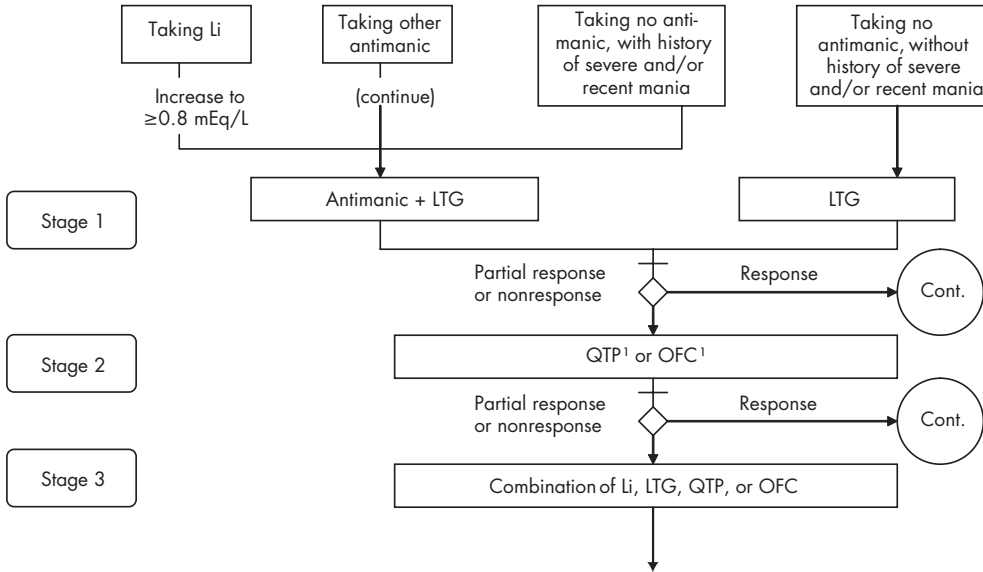 Taking Li
Taking other
antimanic
Taking no anti-
manic, with history
of severe and/or
recent mania
Taking no
antimanic, without
history of severe
and/or recent mania
Increase to
≥0.8 mEq/L
(continue)
Stage 1
Antimanic + LTG
LTG
Partial response
or nonresponse
Response
Cont.
Stage 2
QTP¹ or OFC¹
Partial response
or nonresponse
Response
Cont.
Stage 3
Combination of Li, LTG, QTP, or OFC